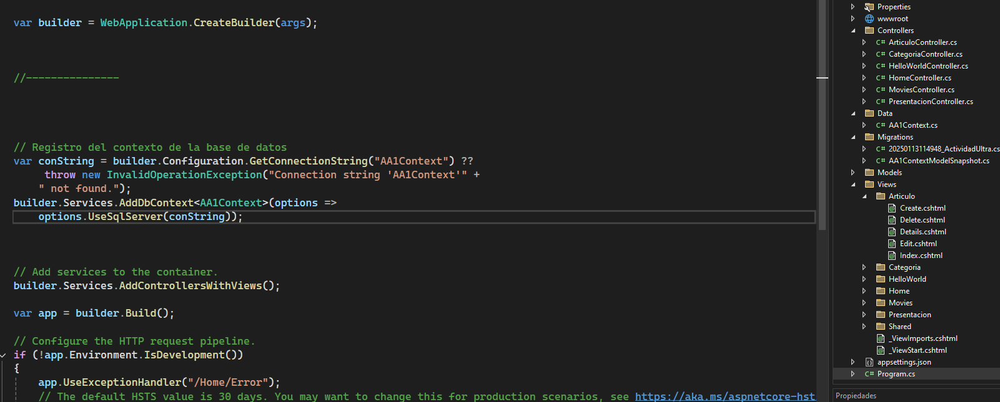 var builder = WebApplication.CreateBuilder(args);
//---------------
// Registro del contexto de la base de datos
var conString = builder.Configuration.GetConnectionString("AA1Context") ??
throw new InvalidOperationException("Connection string 'AA1Context'" +
" not found.");
builder.Services.AddDbContext<AA1Context>(options =>
options.UseSqlServer(conString));
// Add services to the container.
builder.Services.AddControllersWithViews();
var app = builder.Build();
// Configure the HTTP request pipeline.
if (!app.Environment.IsDevelopment())
{
app.UseExceptionHandler("/Home/Error");
// The default HSTS value is 30 days. You may want to change this for production scenarios, see https://aka.ms/aspnetcore-hst
Properties
wwwroot
Controllers
C# ArticuloController.cs
C# CategoriaController.cs
C# HelloWorldController.cs
C# HomeController.cs
C# MoviesController.cs
C# PresentacionController.cs
Data
C# AA1Context.cs
Migrations
C# 20250113114948_ActividadUltra.cs
C# AA1ContextModelSnapshot.cs
Models
Views
Articulo
Create.cshtml
Delete.cshtml
Details.cshtml
Edit.cshtml
Index.cshtml
Categoria
HelloWorld
Home
Movies
Presentacion
Shared
_ViewImports.cshtml
_ViewStart.cshtml
appsettings.json
C# Program.cs
Propiedades